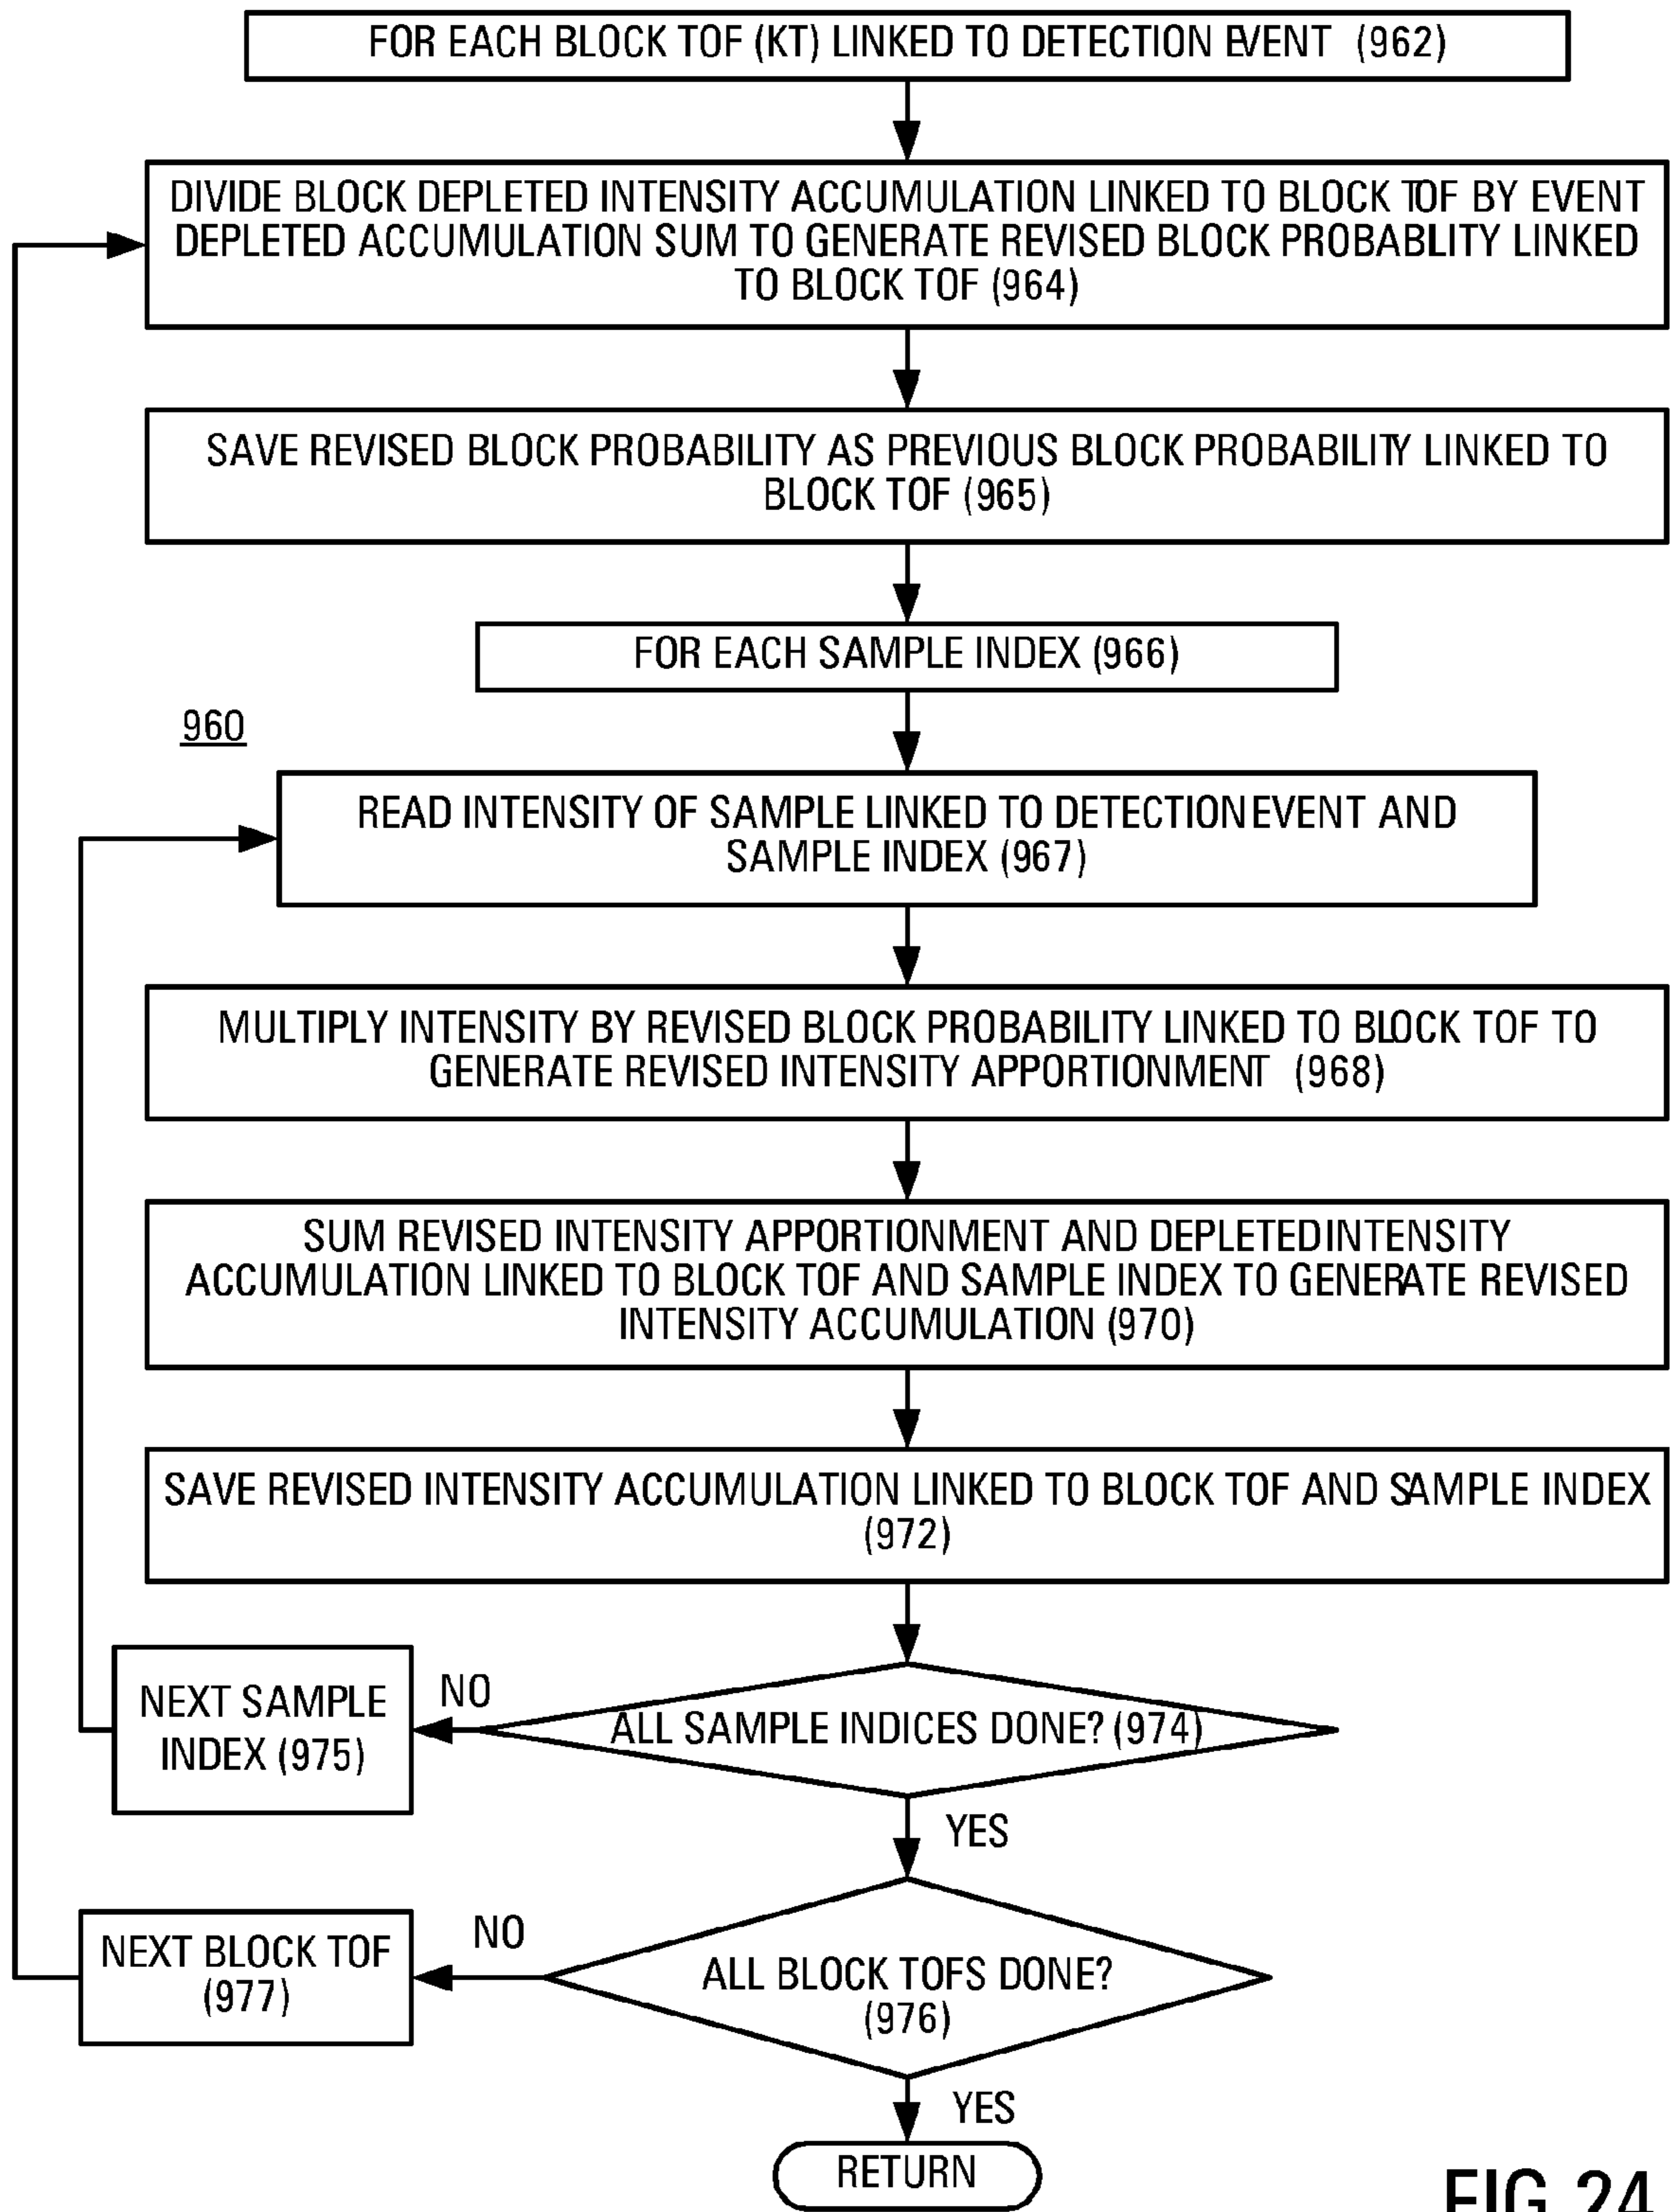 FOR EACH BLOCK TOF (KT) LINKED TO DETECTION EVENT (962)
DIVIDE BLOCK DEPLETED INTENSITY ACCUMULATION LINKED TO BLOCK TOF BY EVENT
DEPLETED ACCUMULATION SUM TO GENERATE REVISED BLOCK PROBABLITY LINKED
TO BLOCK TOF (964)
SAVE REVISED BLOCK PROBABILITY AS PREVIOUS BLOCK PROBABILITY LINKED TO
BLOCK TOF (965)
FOR EACH SAMPLE INDEX (966)
960
READ INTENSITY OF SAMPLE LINKED TO DETECTION EVENT AND
SAMPLE INDEX (967)
MULTIPLY INTENSITY BY REVISED BLOCK PROBABILITY LINKED TO BLOCK TOF TO
GENERATE REVISED INTENSITY APPORTIONMENT (968)
SUM REVISED INTENSITY APPORTIONMENT AND DEPLETED INTENSITY
ACCUMULATION LINKED TO BLOCK TOF AND SAMPLE INDEX TO GENERATE REVISED
INTENSITY ACCUMULATION (970)
SAVE REVISED INTENSITY ACCUMULATION LINKED TO BLOCK TOF AND SAMPLE INDEX
(972)
NEXT SAMPLE
INDEX (975)
NO
ALL SAMPLE INDICES DONE? (974)
YES
NEXT BLOCK TOF
(977)
NO
ALL BLOCK TOFS DONE?
(976)
YES
RETURN
FIG 24